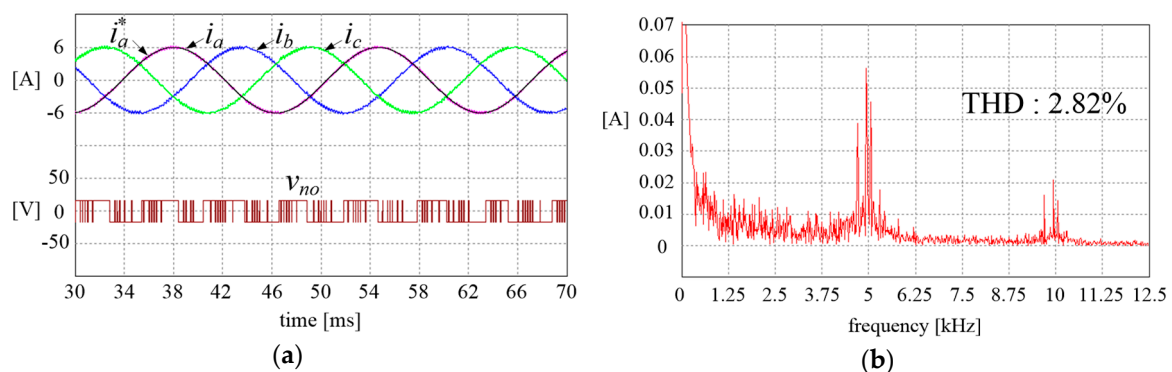 i*a ia ib ic
6
[A] 0
-6
vno
50
[V] 0
-50
30 34 38 42 46 50 54 58 62 66 70
time [ms]
(a)
0.07
0.06
0.05
THD : 2.82%
[A] 0.04
0.03
0.02
0.01
0
0 1.25 2.5 3.75 5 6.25 7.5 8.75 10 11.25 12.5
frequency [kHz]
(b)